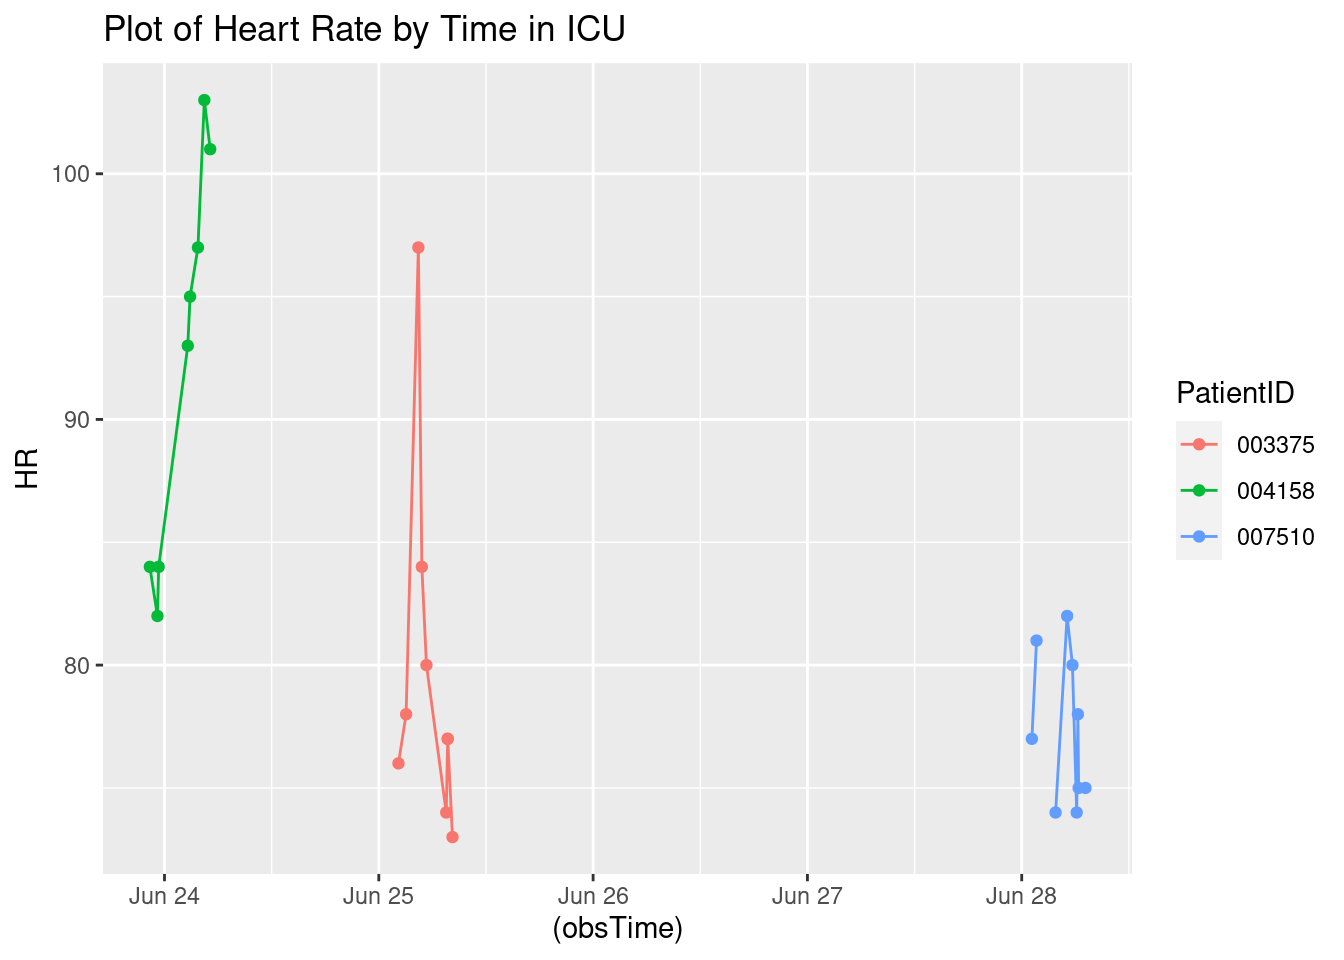 Plot of Heart Rate by Time in ICU
100
90
80
HR
Jun 24
Jun 25
Jun 26
Jun 27
Jun 28
(obsTime)
PatientID
003375
004158
007510